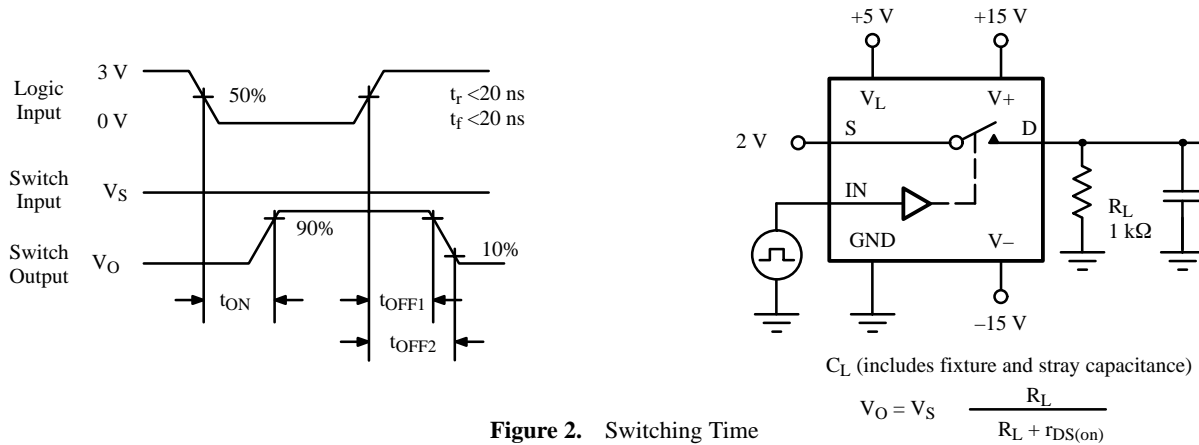 3 V
Logic
Input
50%
0 V
t_r <20 ns
t_f <20 ns
Switch
Input
V_S
90%
10%
Switch
Output
V_O
t_ON
t_OFF1
t_OFF2
+5 V
+15 V
V_L
V+
2 V
S
D
IN
R_L
1 kΩ
GND
V–
–15 V
C_L (includes fixture and stray capacitance)
V_O = V_S R_L
R_L + r_DS(on)
Figure 2. Switching Time